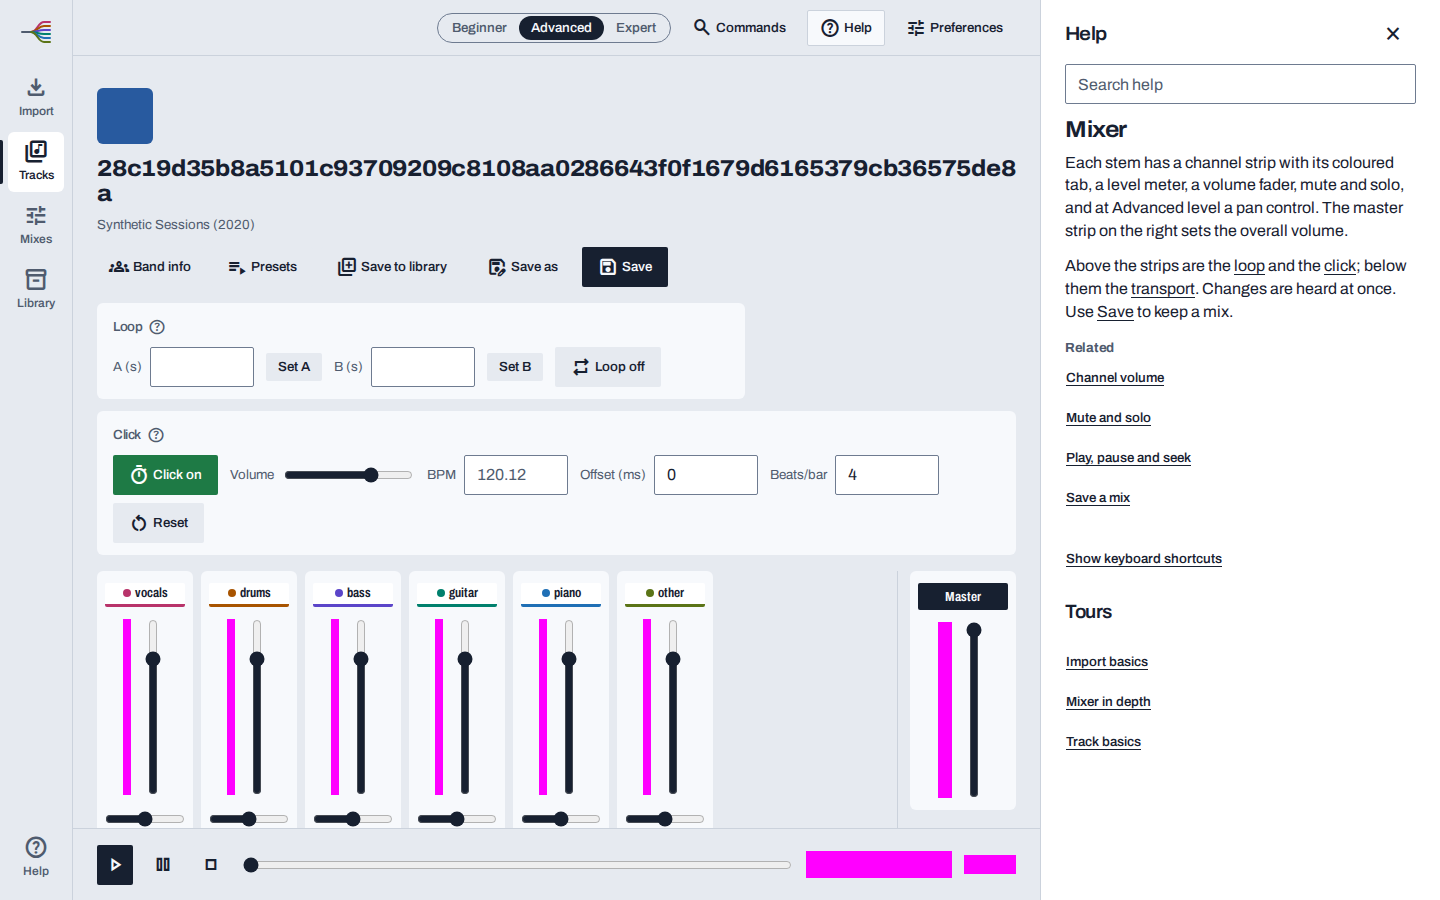 Beginner
Advanced
Expert
Commands
Help
Preferences
Import
Tracks
Mixes
Library
Help
28c19d35b8a5101c93709209c8108aa0286643f0f1679d6165379cb36575de8
a
Synthetic Sessions (2020)
Band info
Presets
Save to library
Save as
Save
Loop
A (s)
Set A
B (s)
Set B
Loop off
Click
Click on
Volume
BPM
120.12
Offset (ms)
0
Beats/bar
4
Reset
vocals
drums
bass
guitar
piano
other
Master
Help
Search help
Mixer
Each stem has a channel strip with its coloured
tab, a level meter, a volume fader, mute and solo,
and at Advanced level a pan control. The master
strip on the right sets the overall volume.
Above the strips are the loop and the click; below
them the transport. Changes are heard at once.
Use Save to keep a mix.
Related
Channel volume
Mute and solo
Play, pause and seek
Save a mix
Show keyboard shortcuts
Tours
Import basics
Mixer in depth
Track basics